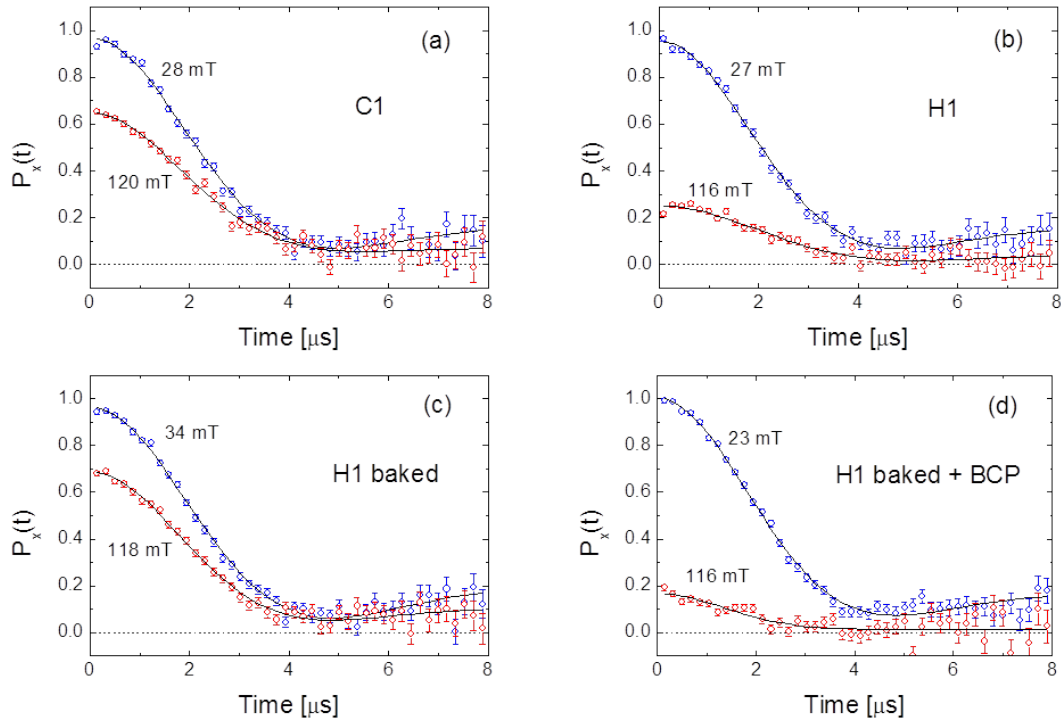 (a)
1.0
0.8
0.6
0.4
0.2
0.0
28 mT
C1
120 mT
P_x(t)
0 2 4 6 8
Time [μs]
(b)
1.0
0.8
0.6
0.4
0.2
0.0
27 mT
H1
116 mT
P_x(t)
0 2 4 6 8
Time [μs]
(c)
1.0
0.8
0.6
0.4
0.2
0.0
34 mT
H1 baked
118 mT
P_x(t)
0 2 4 6 8
Time [μs]
(d)
1.0
0.8
0.6
0.4
0.2
0.0
23 mT
H1 baked + BCP
116 mT
P_x(t)
0 2 4 6 8
Time [μs]